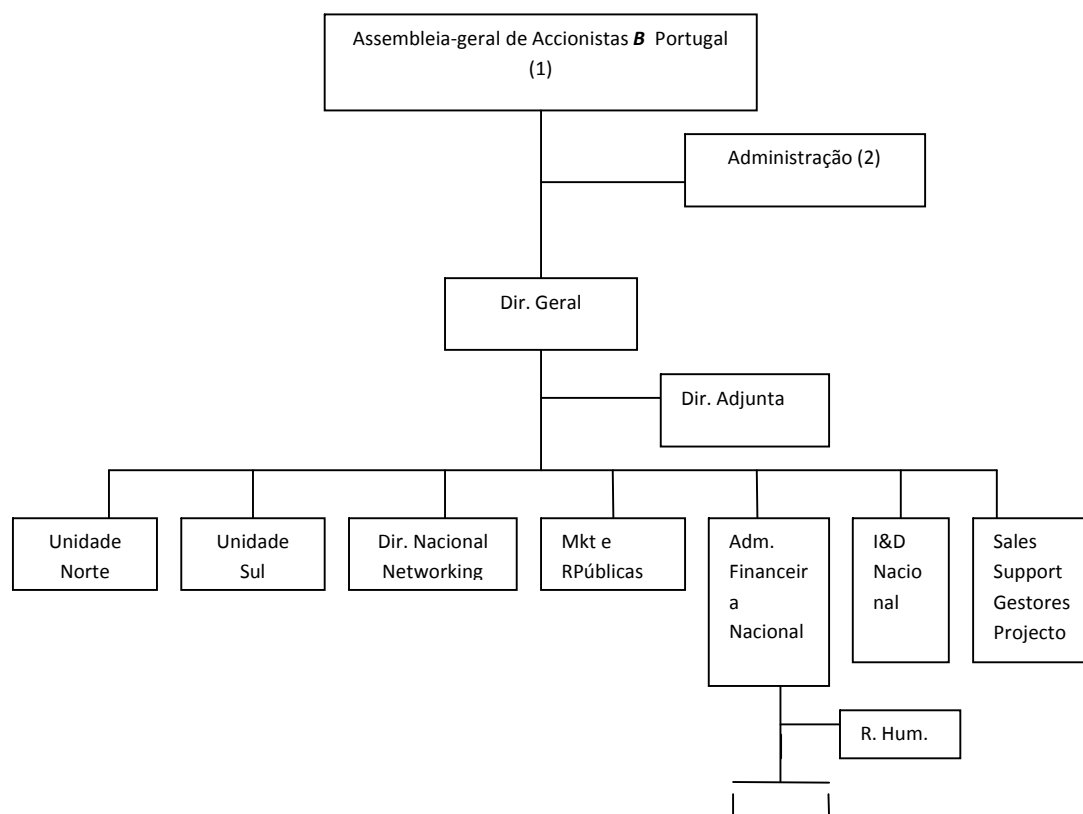 Assembleia-geral de Accionistas B Portugal
(1)
Administração (2)
Dir. Geral
Dir. Adjunta
Unidade
Norte
Unidade
Sul
Dir. Nacional
Networking
Mkt e
RPúblicas
Adm.
Financeir
a
Nacional
I&D
Nacio
nal
Sales
Support
Gestores
Projecto
R. Hum.